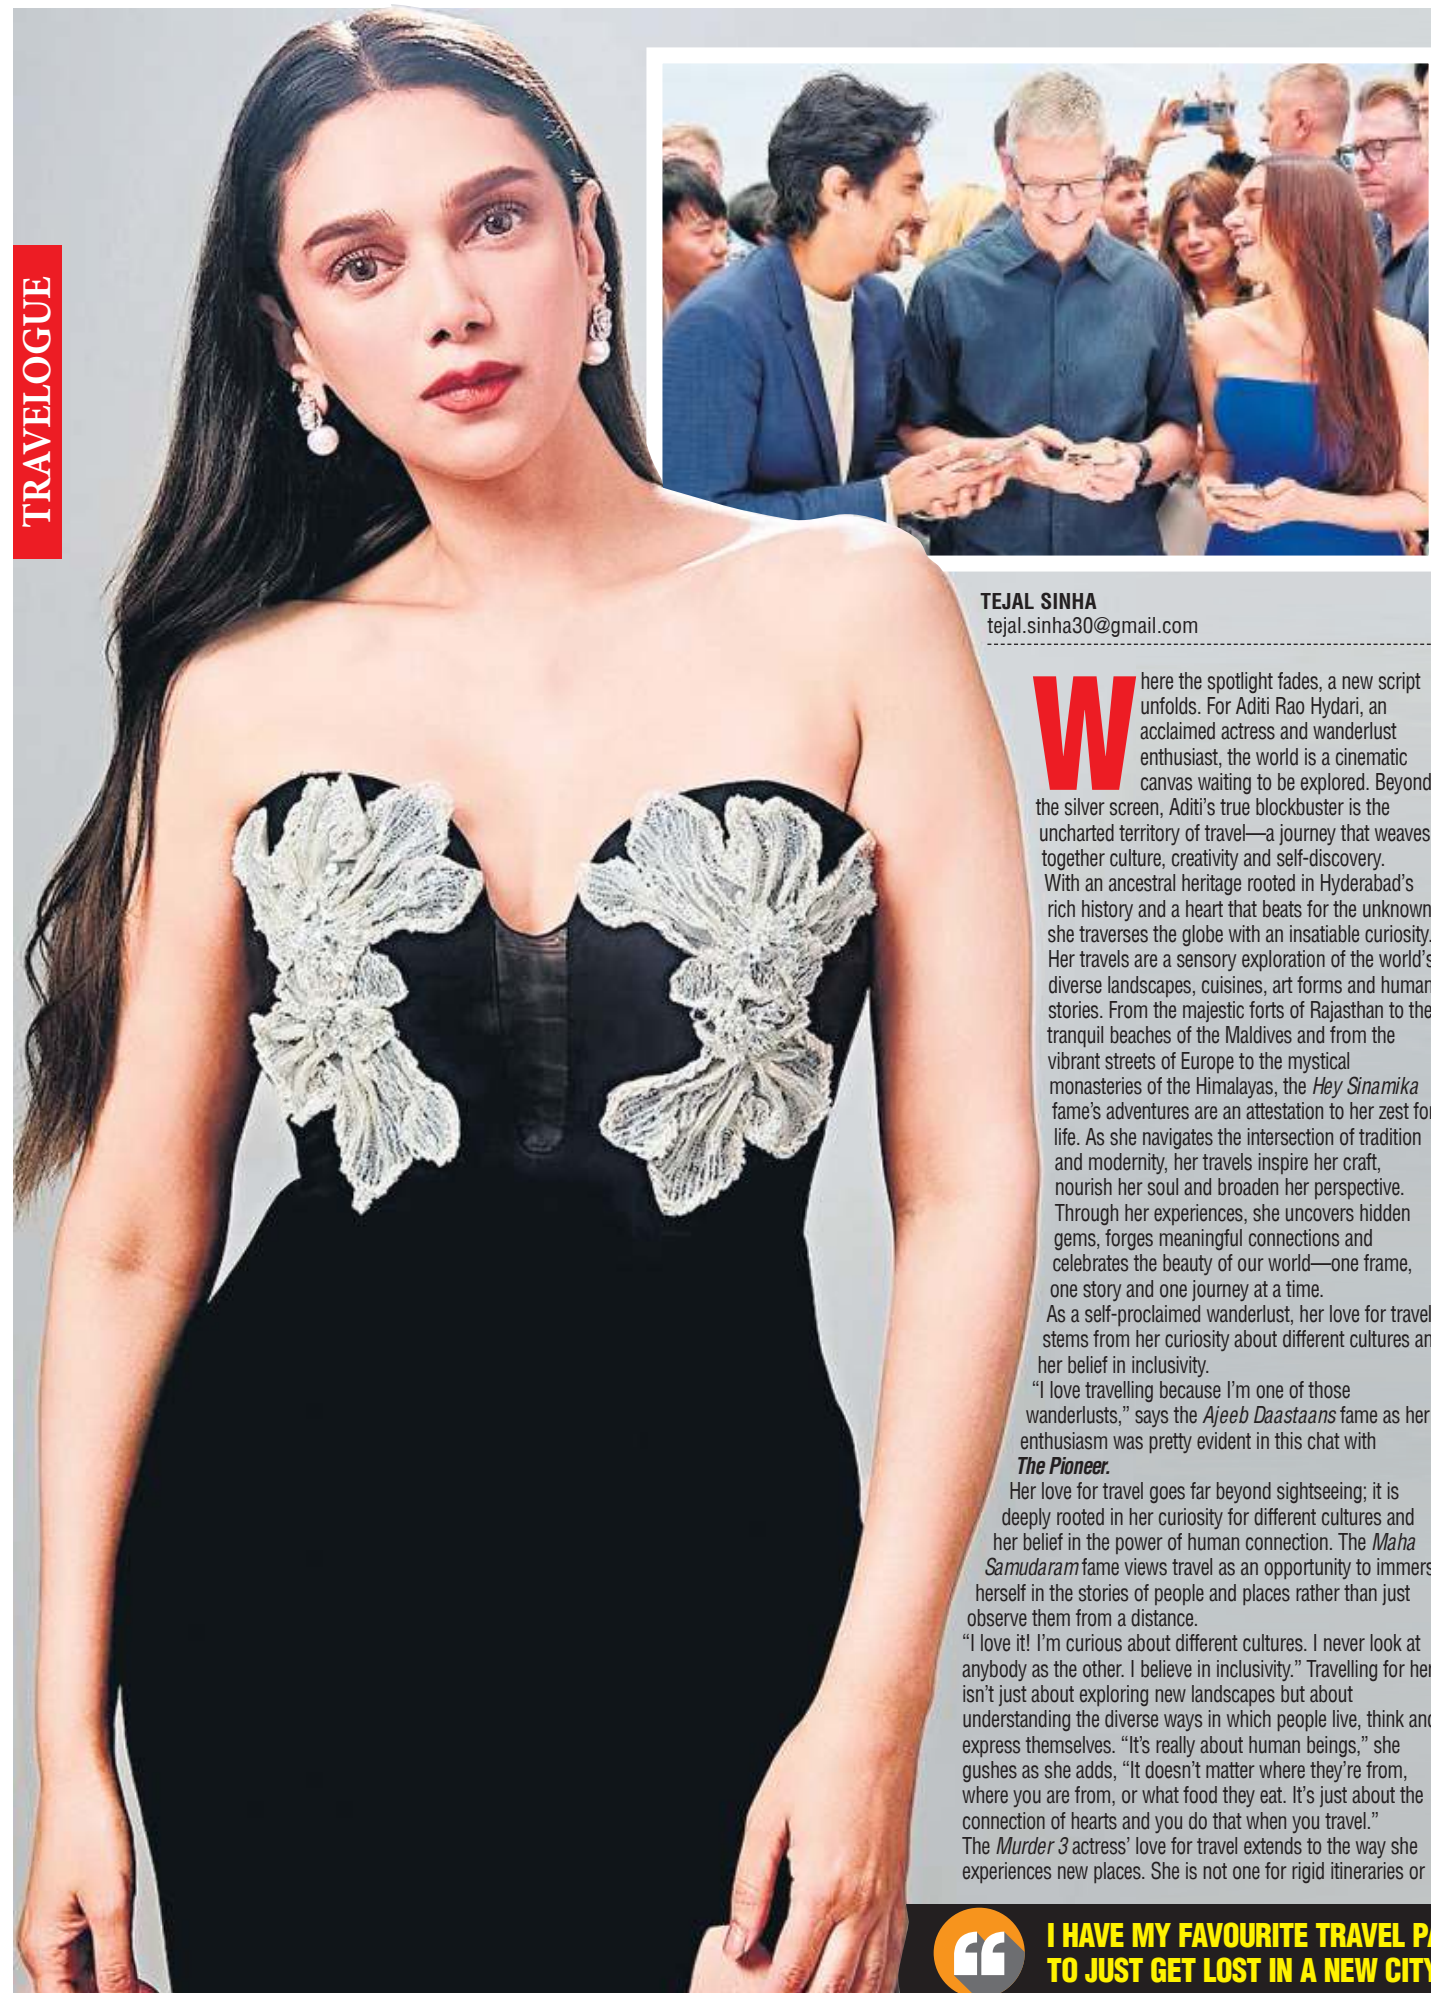 TRAVELOGUE
TEJAL SINHA
tejal.sinha30@gmail.com
Where the spotlight fades, a new script
unfolds. For Aditi Rao Hydari, an
acclaimed actress and wanderlust
enthusiast, the world is a cinematic
canvas waiting to be explored. Beyond
the silver screen, Aditi’s true blockbuster is the
uncharted territory of travel—a journey that weaves
together culture, creativity and self-discovery.
With an ancestral heritage rooted in Hyderabad’s
rich history and a heart that beats for the unknown
she traverses the globe with an insatiable curiosity.
Her travels are a sensory exploration of the world’s
diverse landscapes, cuisines, art forms and human
stories. From the majestic forts of Rajasthan to the
tranquil beaches of the Maldives and from the
vibrant streets of Europe to the mystical
monasteries of the Himalayas, the Hey Sinamika
fame’s adventures are an attestation to her zest for
life. As she navigates the intersection of tradition
and modernity, her travels inspire her craft,
nourish her soul and broaden her perspective.
Through her experiences, she uncovers hidden
gems, forges meaningful connections and
celebrates the beauty of our world—one frame,
one story and one journey at a time.
As a self-proclaimed wanderlust, her love for travel
stems from her curiosity about different cultures an
her belief in inclusivity.
“I love travelling because I’m one of those
wanderlusts,” says the Ajeeb Daastaans fame as her
enthusiasm was pretty evident in this chat with
The Pioneer.
Her love for travel goes far beyond sightseeing; it is
deeply rooted in her curiosity for different cultures and
her belief in the power of human connection. The Maha
Samudaram fame views travel as an opportunity to immers
herself in the stories of people and places rather than just
observe them from a distance.
“I love it! I’m curious about different cultures. I never look at
anybody as the other. I believe in inclusivity.” Travelling for her
isn’t just about exploring new landscapes but about
understanding the diverse ways in which people live, think and
express themselves. “It’s really about human beings,” she
gushes as she adds, “It doesn’t matter where they’re from,
where you are from, or what food they eat. It’s just about the
connection of hearts and you do that when you travel.”
The Murder 3 actress’ love for travel extends to the way she
experiences new places. She is not one for rigid itineraries or
I HAVE MY FAVOURITE TRAVEL PA
TO JUST GET LOST IN A NEW CITY